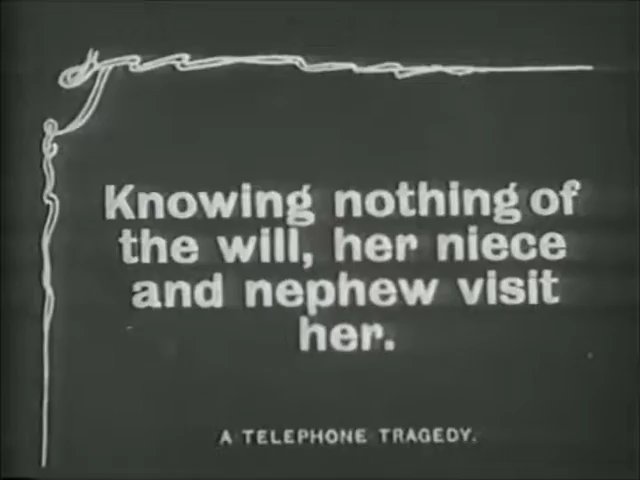 Knowing nothing of
the will, her niece
and nephew visit
her.
A TELEPHONE TRAGEDY.